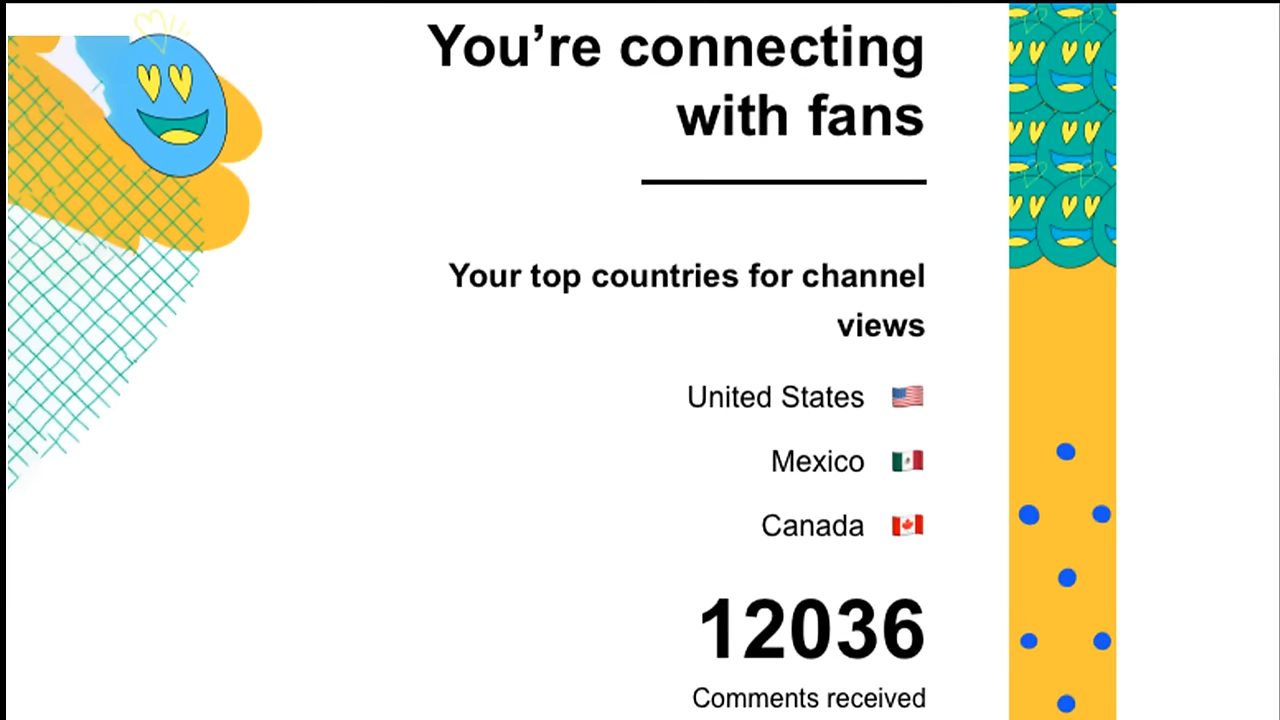 You’re connecting
with fans
Your top countries for channel
views
United States
Mexico
Canada
12036
Comments received